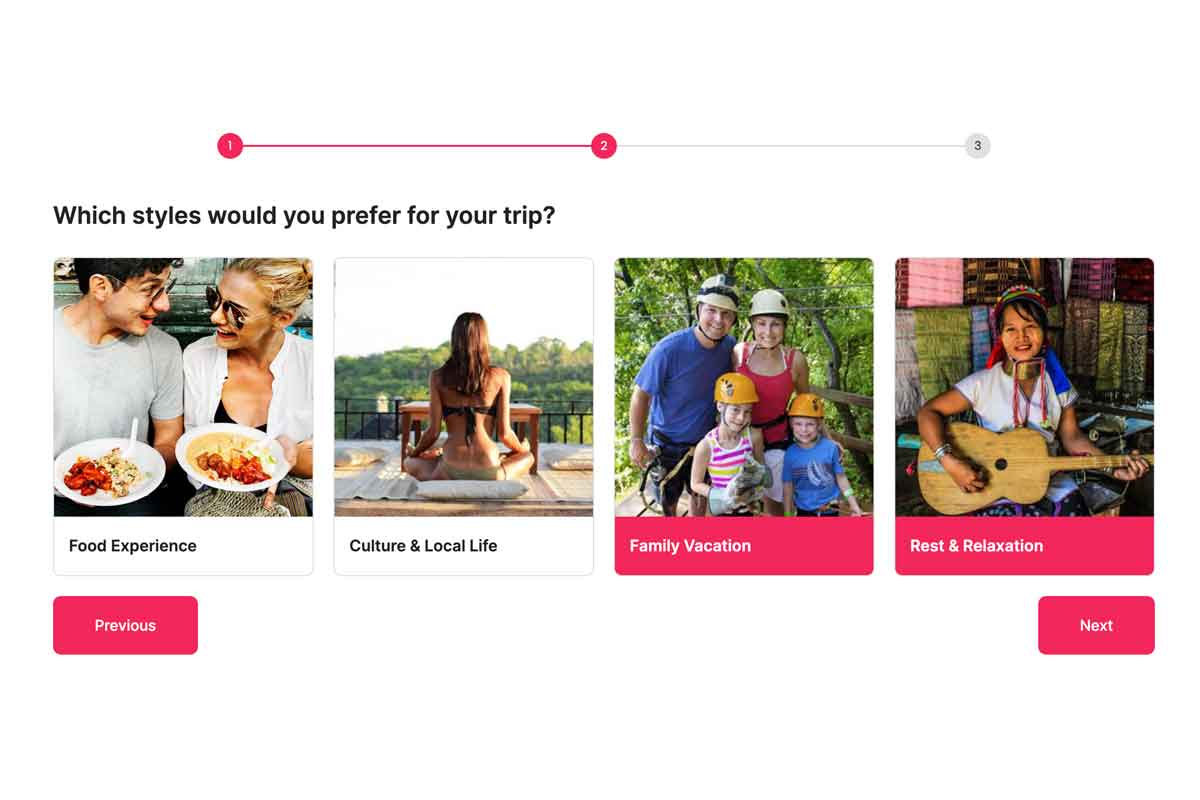 1
2
3
Which styles would you prefer for your trip?
Food Experience
Culture & Local Life
Family Vacation
Rest & Relaxation
Previous
Next